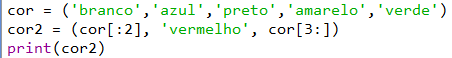 cor = ('branco','azul','preto','amarelo','verde')
cor2 = (cor[:2], 'vermelho', cor[3:])
print(cor2)